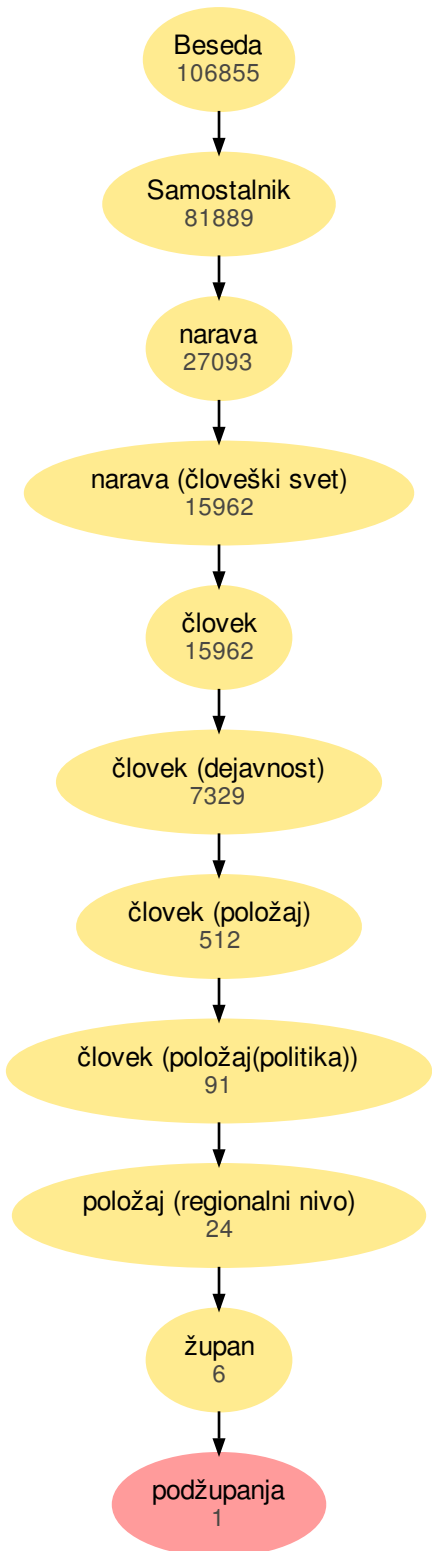 Beseda
106855
Samostalnik
81889
narava
27093
narava (človeški svet)
15962
človek
15962
človek (dejavnost)
7329
človek (položaj)
512
človek (položaj(politika))
91
položaj (regionalni nivo)
24
župan
6
podžupanja
1